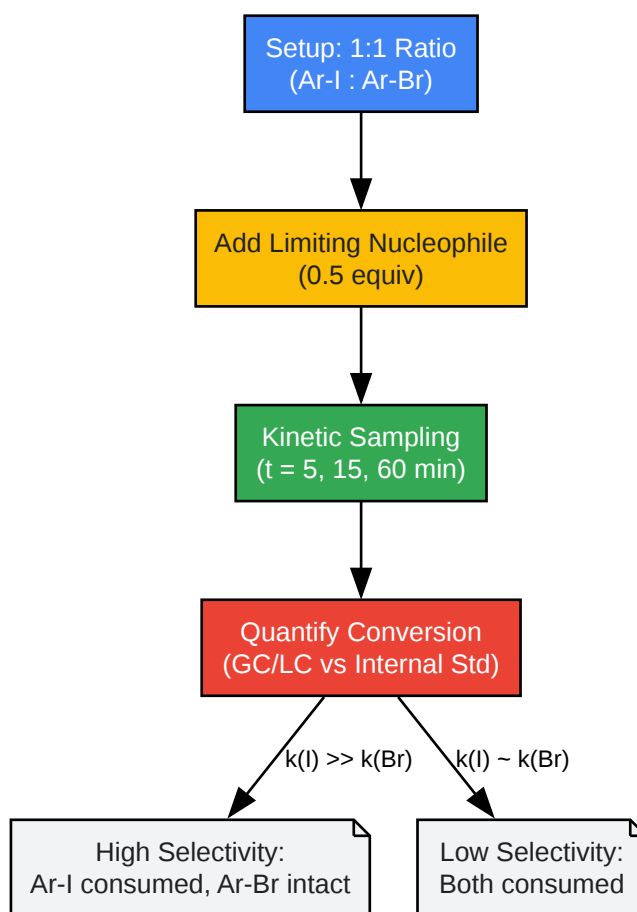 Setup: 1:1 Ratio
(Ar-I : Ar-Br)
Add Limiting Nucleophile
(0.5 equiv)
Kinetic Sampling
(t = 5, 15, 60 min)
Quantify Conversion
(GC/LC vs Internal Std)
k(I) >> k(Br)
k(I) ~ k(Br)
High Selectivity:
Ar-I consumed, Ar-Br intact
Low Selectivity:
Both consumed